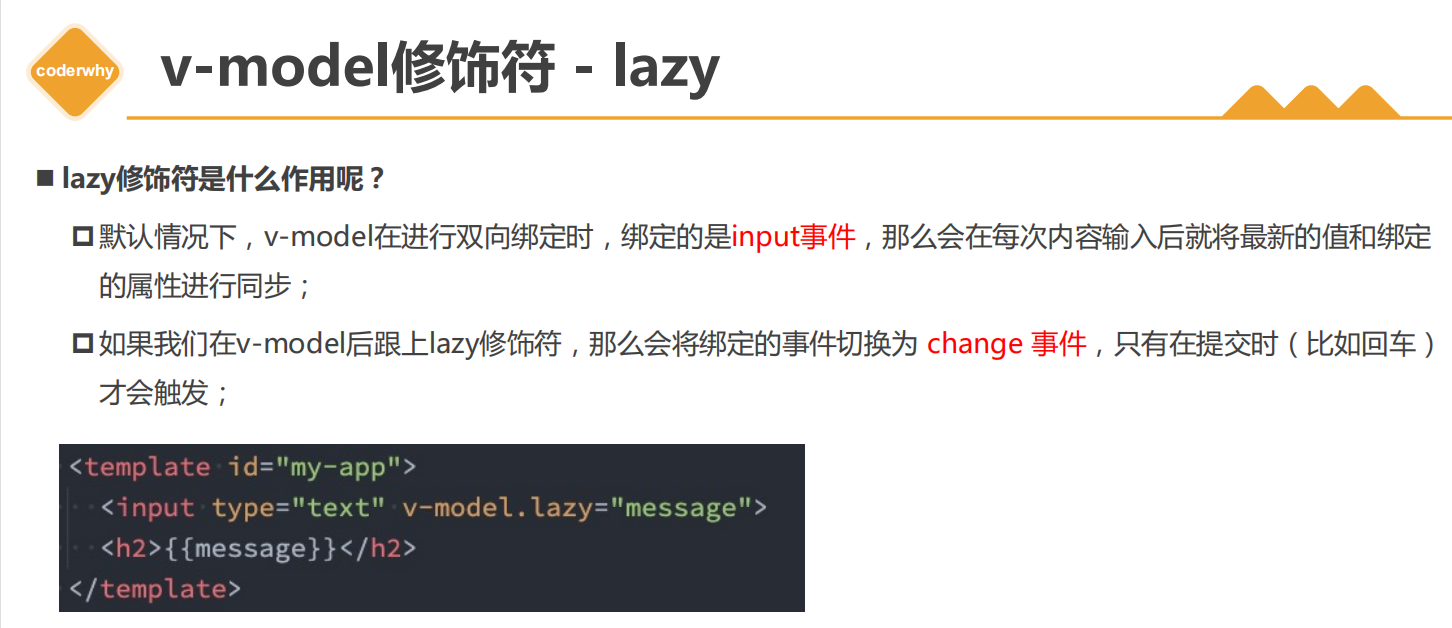 coderwhy
v-model修饰符 - lazy
lazy修饰符是什么作用呢？
默认情况下，v-model在进行双向绑定时，绑定的是input事件，那么会在每次内容输入后就将最新的值和绑定
的属性进行同步；
如果我们在v-model后跟上lazy修饰符，那么会将绑定的事件切换为 change 事件，只有在提交时（比如回车）
才会触发；
<template id="my-app">
  <input type="text" v-model.lazy="message">
  <h2>{{message}}</h2>
</template>